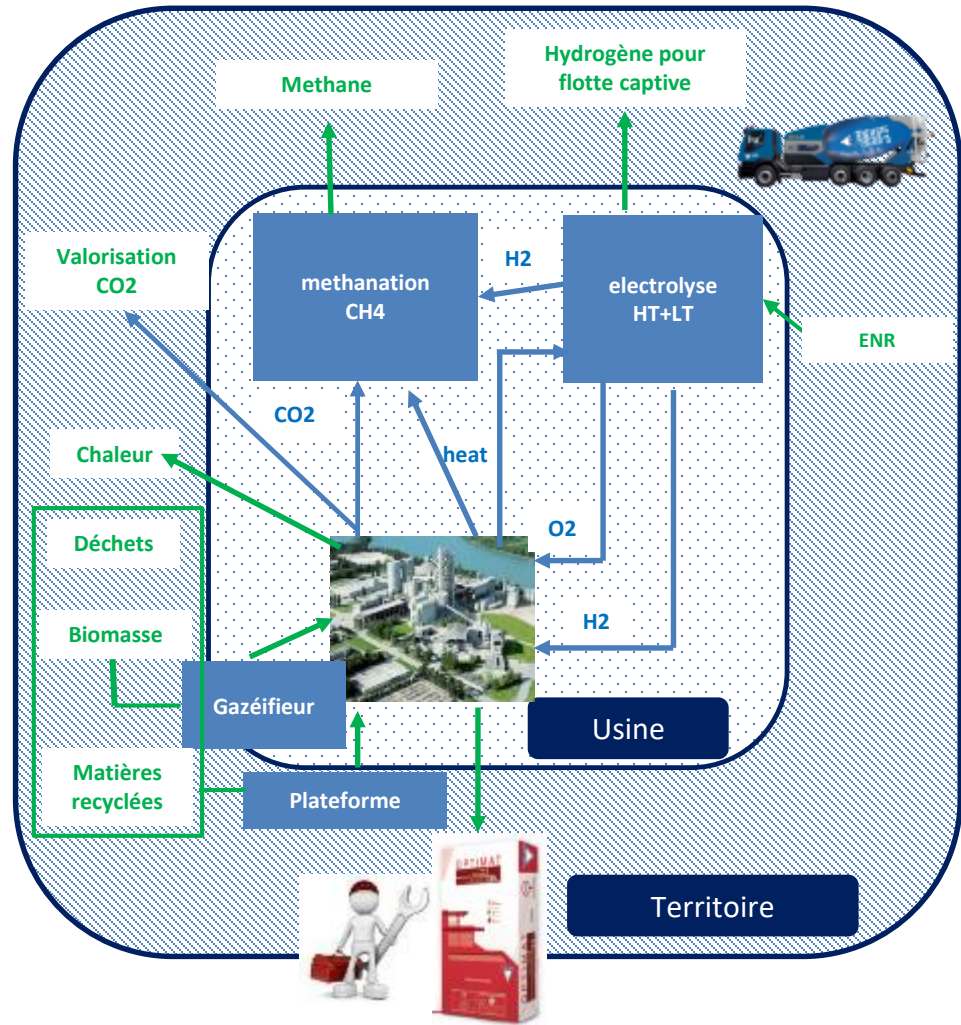 Hydrogène pour
flotte captive
Methane
Valorisation
CO2
methanation
CH4
H2
electrolyse
HT+LT
ENR
CO2
Chaleur
heat
O2
Déchets
H2
Biomasse
Gazéifieur
Usine
Matières
recyclées
Plateforme
OPTIMAT
Territoire